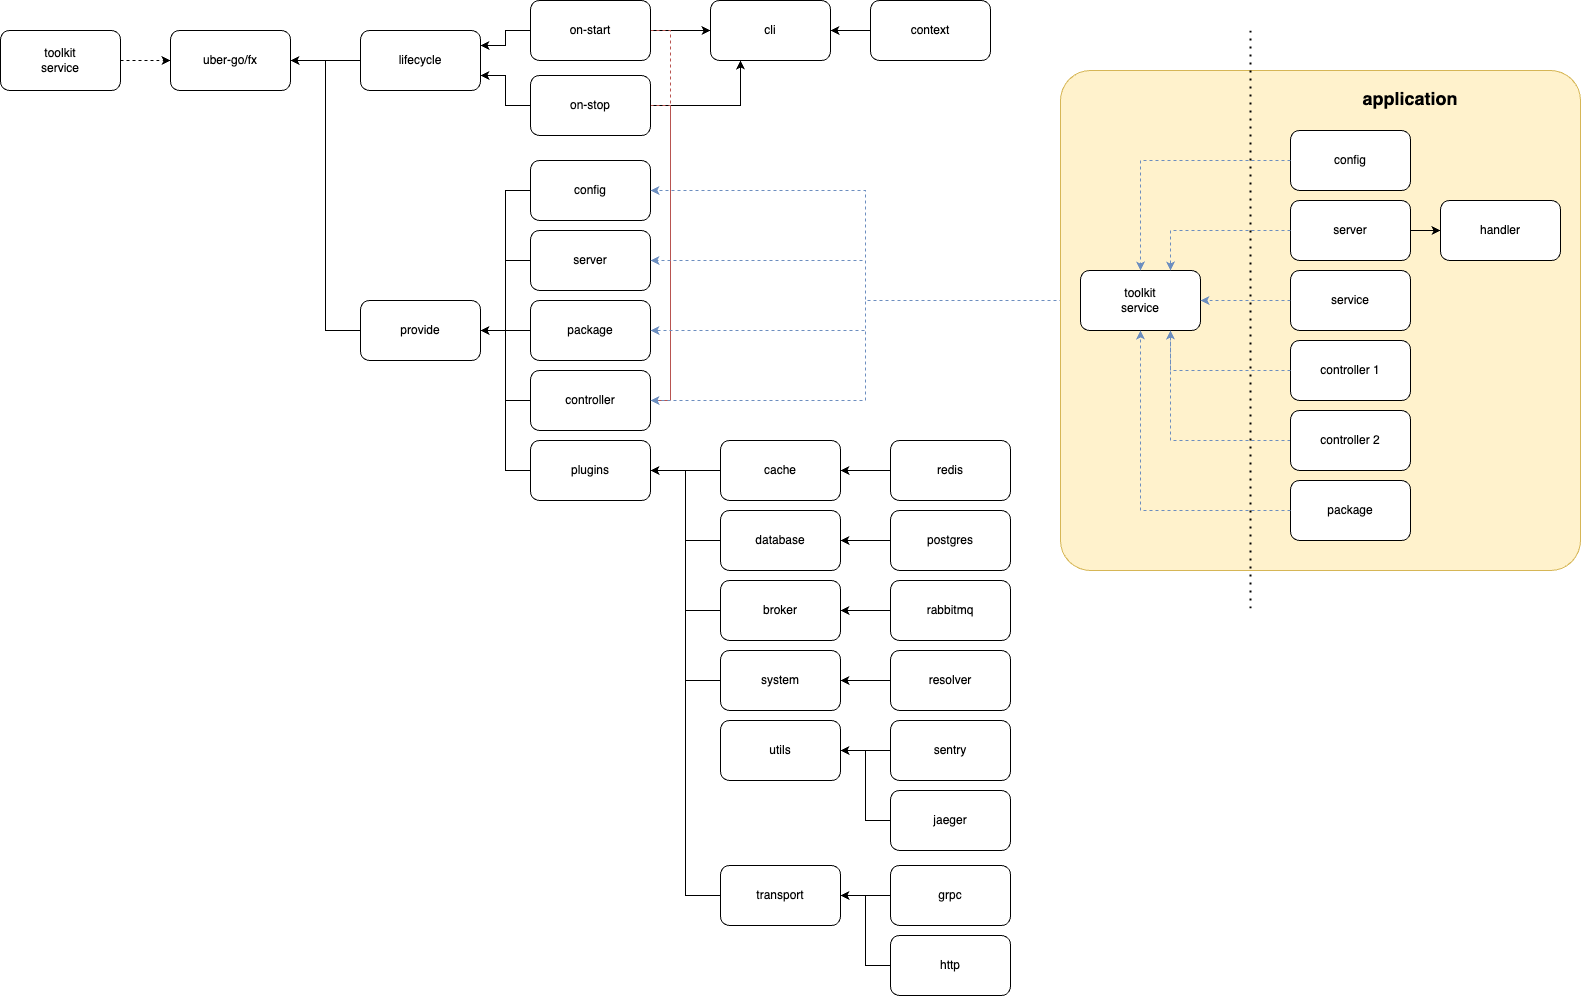 toolkit
service
uber-go/fx
lifecycle
on-start
cli
context
on-stop
config
server
package
provide
controller
plugins
cache
redis
database
postgres
broker
rabbitmq
system
resolver
utils
sentry
jaeger
transport
grpc
http
application
config
server
handler
toolkit
service
service
controller 1
controller 2
package